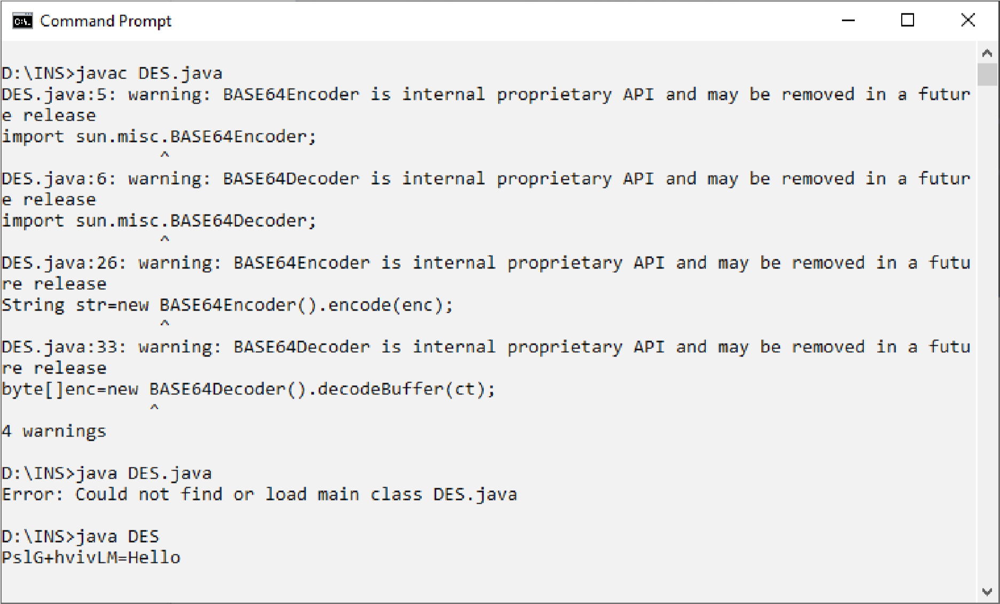 Command Prompt
D:\INS>javac DES.java
DES.java:5: warning: BASE64Encoder is internal proprietary API and may be removed in a futur
e release
import sun.misc.BASE64Encoder;
^
DES.java:6: warning: BASE64Decoder is internal proprietary API and may be removed in a futur
e release
import sun.misc.BASE64Decoder;
^
DES.java:26: warning: BASE64Encoder is internal proprietary API and may be removed in a futu
re release
String str=new BASE64Encoder().encode(enc);
^
DES.java:33: warning: BASE64Decoder is internal proprietary API and may be removed in a futu
re release
byte[]enc=new BASE64Decoder().decodeBuffer(ct);
^
4 warnings
D:\INS>java DES.java
Error: Could not find or load main class DES.java
D:\INS>java DES
PslG+hvivLM=Hello